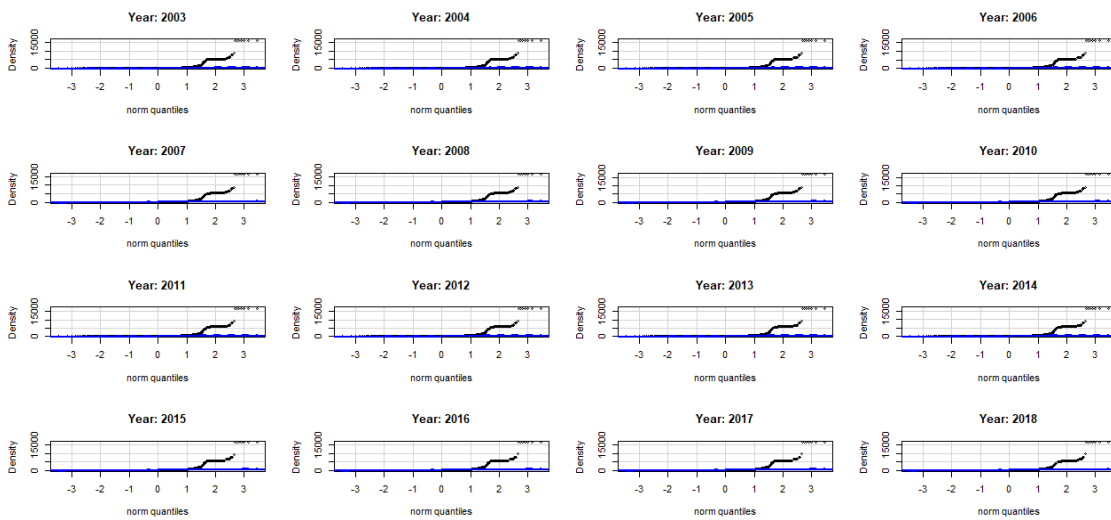 Year: 2003 Year: 2004 Year: 2005 Year: 2006
Density 0 15000 Density 0 15000 Density 0 15000 Density 0 15000
-3 -2 -1 0 1 2 3 -3 -2 -1 0 1 2 3 -3 -2 -1 0 1 2 3 -3 -2 -1 0 1 2 3
norm quantiles norm quantiles norm quantiles norm quantiles
Year: 2007 Year: 2008 Year: 2009 Year: 2010
Density 0 15000 Density 0 15000 Density 0 15000 Density 0 15000
-3 -2 -1 0 1 2 3 -3 -2 -1 0 1 2 3 -3 -2 -1 0 1 2 3 -3 -2 -1 0 1 2 3
norm quantiles norm quantiles norm quantiles norm quantiles
Year: 2011 Year: 2012 Year: 2013 Year: 2014
Density 0 15000 Density 0 15000 Density 0 15000 Density 0 15000
-3 -2 -1 0 1 2 3 -3 -2 -1 0 1 2 3 -3 -2 -1 0 1 2 3 -3 -2 -1 0 1 2 3
norm quantiles norm quantiles norm quantiles norm quantiles
Year: 2015 Year: 2016 Year: 2017 Year: 2018
Density 0 15000 Density 0 15000 Density 0 15000 Density 0 15000
-3 -2 -1 0 1 2 3 -3 -2 -1 0 1 2 3 -3 -2 -1 0 1 2 3 -3 -2 -1 0 1 2 3
norm quantiles norm quantiles norm quantiles norm quantiles